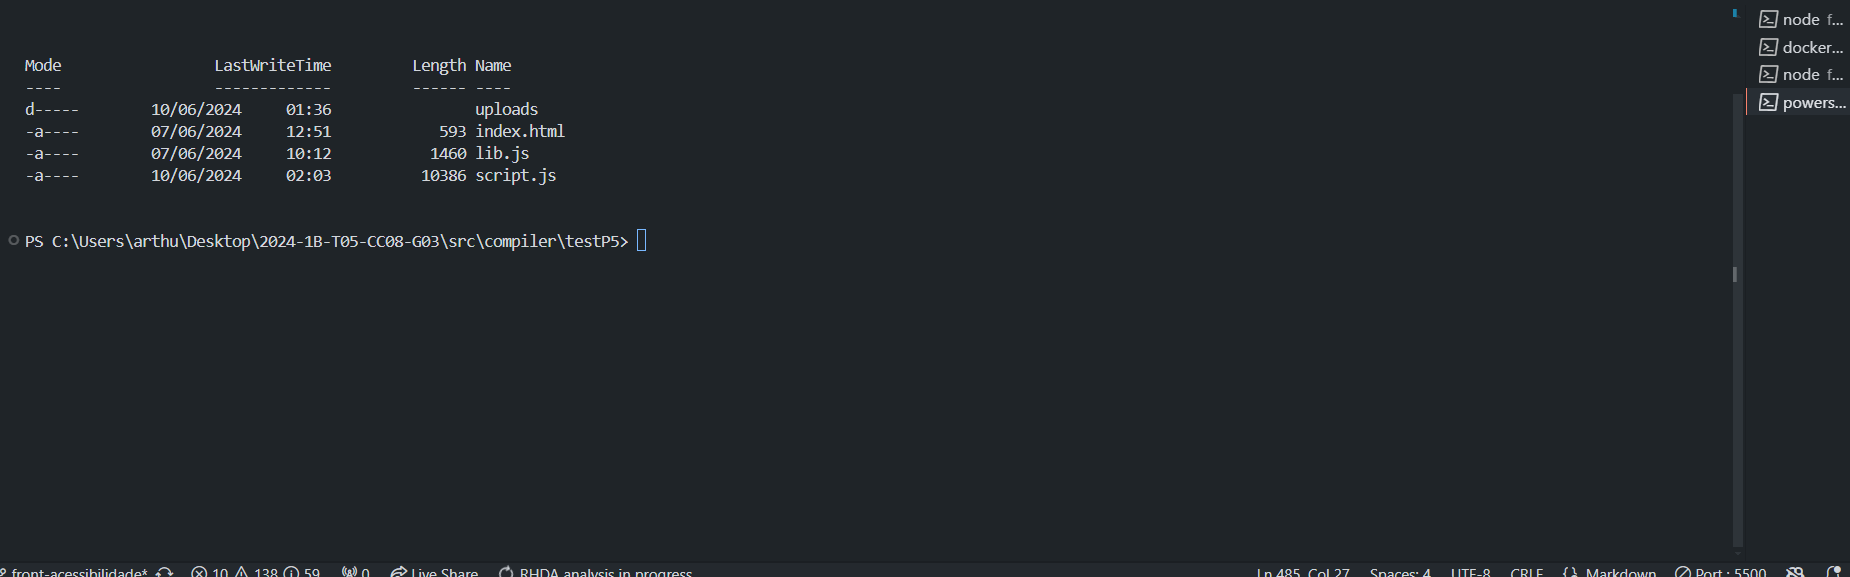 Mode LastWriteTime Length Name
---- ------------- ------ ----
d----- 10/06/2024 01:36 uploads
-a---- 07/06/2024 12:51 593 index.html
-a---- 07/06/2024 10:12 1460 lib.js
-a---- 10/06/2024 02:03 10386 script.js
PS C:\Users\arthu\Desktop\2024-1B-T05-CC08-G03\src\compiler\testP5>
node f...
docker...
node f...
powers...
front-acessibilidade* 10 138 59 0 Live Share RHDA analysis in progress Ln 485, Col 27 Spaces: 4 UTF-8 CRLF {} Markdown Port : 5500